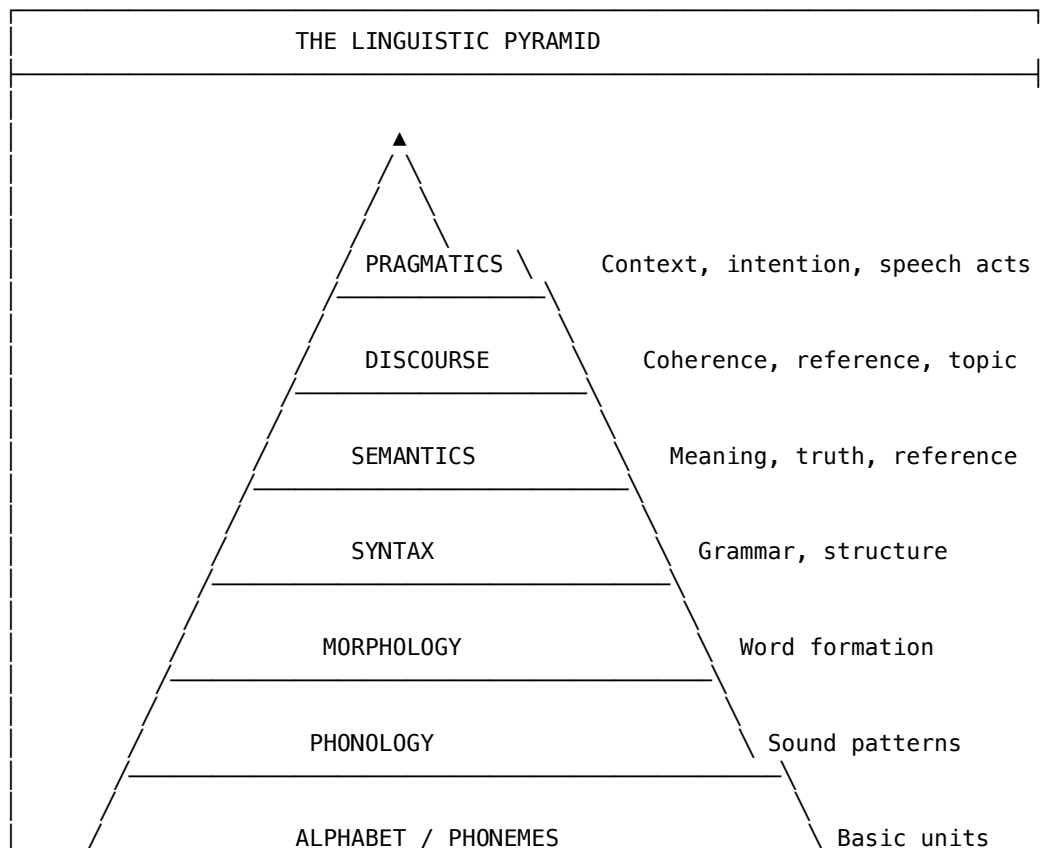 THE LINGUISTIC PYRAMID
PRAGMATICS Context, intention, speech acts
DISCOURSE Coherence, reference, topic
SEMANTICS Meaning, truth, reference
SYNTAX Grammar, structure
MORPHOLOGY Word formation
PHONOLOGY Sound patterns
ALPHABET / PHONEMES Basic units